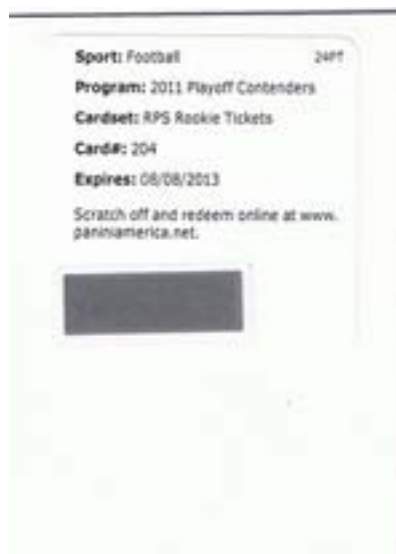 Sport: Football 24PT
Program: 2011 Playoff Contenders
Cardset: RPS Rookie Tickets
Card#: 204
Expires: 08/08/2013
Scratch off and redeem online at www.
paniniamerica.net.